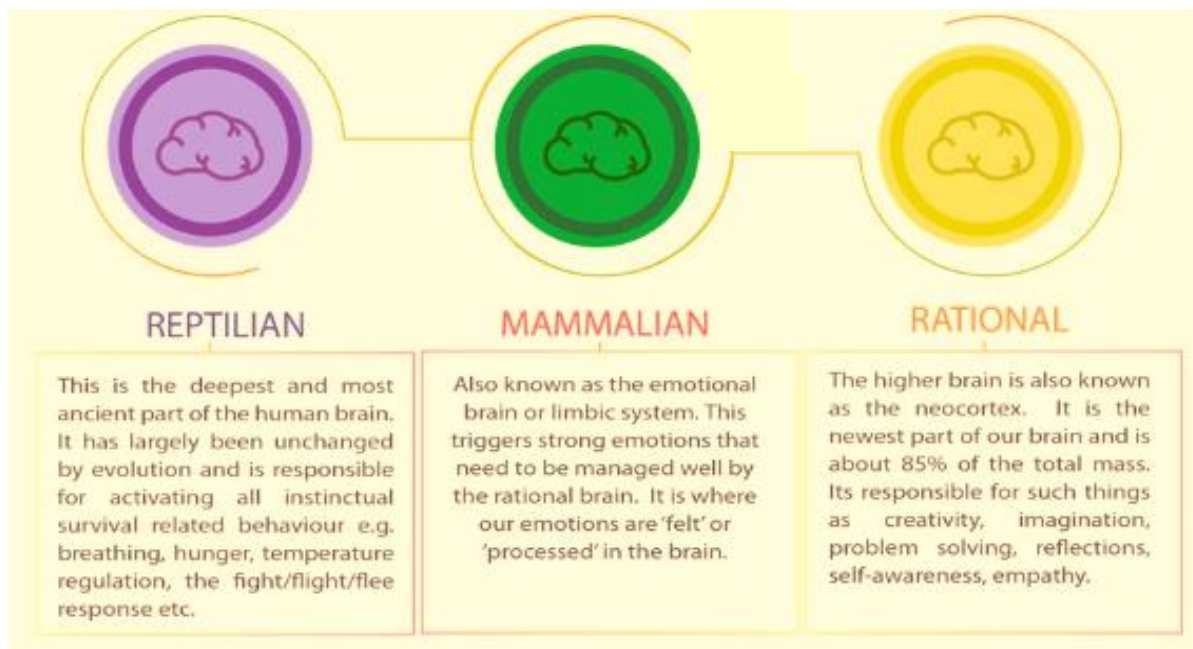 REPTILIAN
This is the deepest and most
ancient part of the human brain.
It has largely been unchanged
by evolution and is responsible
for activating all instinctual
survival related behaviour e.g.
breathing, hunger, temperature
regulation, the fight/flight/flee
response etc.
MAMMALIAN
Also known as the emotional
brain or limbic system. This
triggers strong emotions that
need to be managed well by
the rational brain. It is where
our emotions are 'felt' or
'processed' in the brain.
RATIONAL
The higher brain is also known
as the neocortex. It is the
newest part of our brain and is
about 85% of the total mass.
Its responsible for such things
as creativity, imagination,
problem solving, reflections,
self-awareness, empathy.